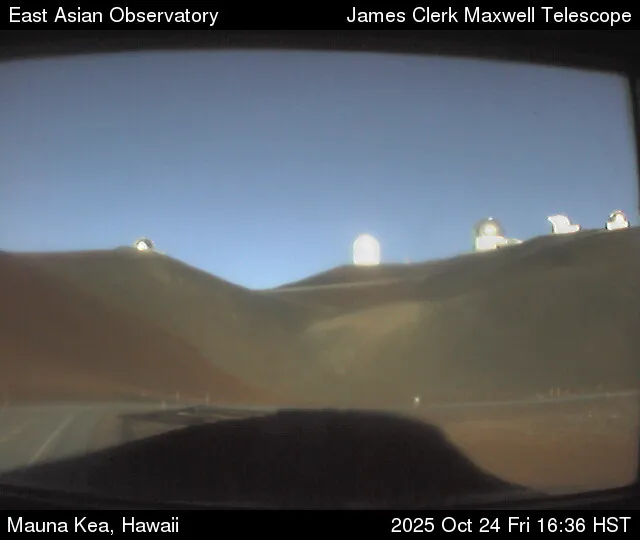 East Asian Observatory
James Clerk Maxwell Telescope
Mauna Kea, Hawaii
2025 Oct 24 Fri 16:36 HST